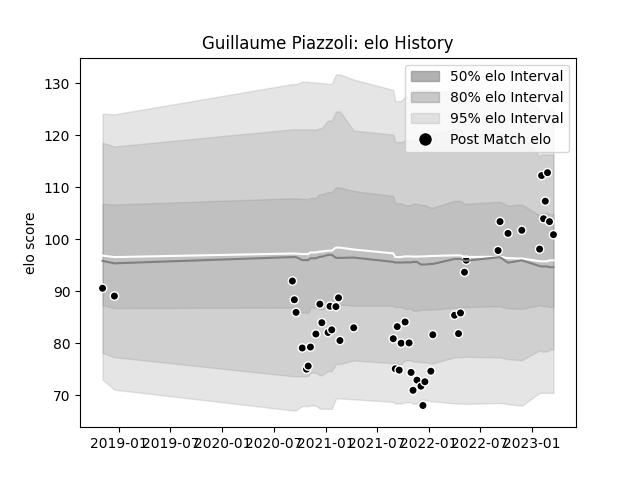 Guillaume Piazzoli: elo History
50% elo Interval
80% elo Interval
95% elo Interval
Post Match elo
elo score
130
120
110
100
90
80
70
2019-01 2019-07 2020-01 2020-07 2021-01 2021-07 2022-01 2022-07 2023-01